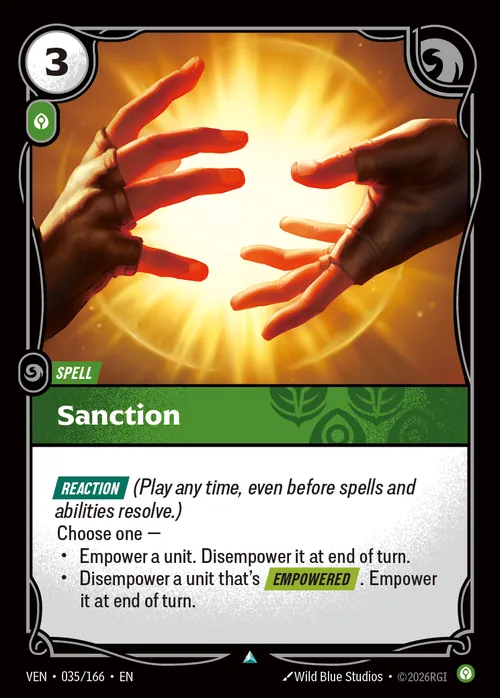 3
SPELL
Sanction
REACTION (Play any time, even before spells and
abilities resolve.)
Choose one —
• Empower a unit. Disempower it at end of turn.
• Disempower a unit that's EMPOWERED. Empower
it at end of turn.
VEN • 035/166 • EN
Wild Blue Studios • ©2026RGI